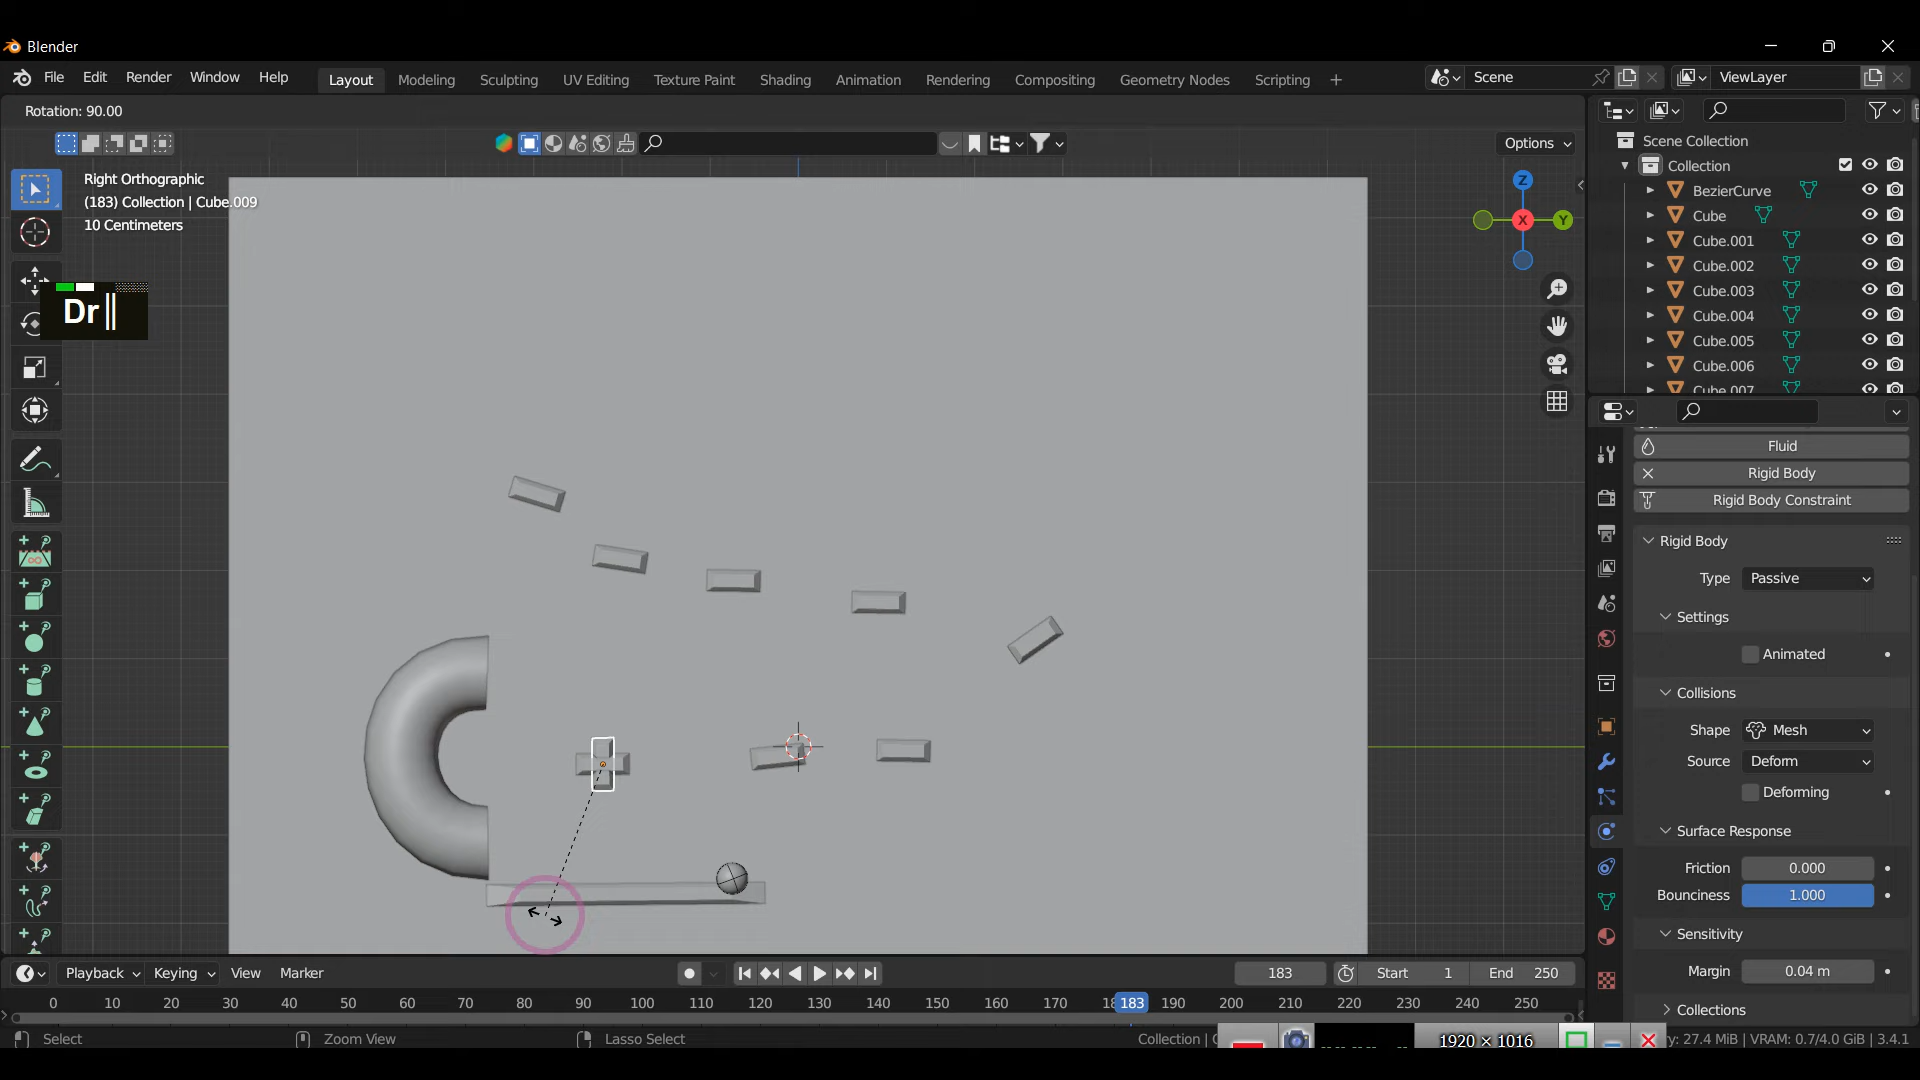 Blender
File Edit Render Window Help Layout Modeling Sculpting UV Editing Texture Paint Shading Animation Rendering Compositing Geometry Nodes Scripting + Scene ViewLayer
Rotation: 90.00
Options
Right Orthographic
(183) Collection | Cube.009
10 Centimeters
Z
X
Y
Dr
Scene Collection
Collection
BezierCurve
Cube
Cube.001
Cube.002
Cube.003
Cube.004
Cube.005
Cube.006
Cube.007
Fluid
Rigid Body
Rigid Body Constraint
Rigid Body
Type Passive
Settings
Animated
Collisions
Shape Mesh
Source Deform
Deforming
Surface Response
Friction 0.000
Bounciness 1.000
Sensitivity
Margin 0.04 m
Collections
Playback Keying View Marker 183 Start 1 End 250
0 10 20 30 40 50 60 70 80 90 100 110 120 130 140 150 160 170 183 190 200 210 220 230 240 250
Select Zoom View Lasso Select Collection | 1920 × 1016 27.4 MiB | VRAM: 0.7/4.0 GiB | 3.4.1